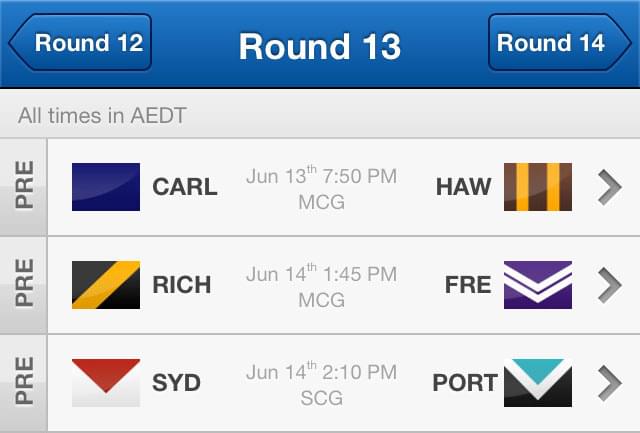 Round 12
Round 13
Round 14
All times in AEDT
PRE
CARL
Jun 13th 7:50 PM
MCG
HAW
PRE
RICH
Jun 14th 1:45 PM
MCG
FRE
PRE
SYD
Jun 14th 2:10 PM
SCG
PORT